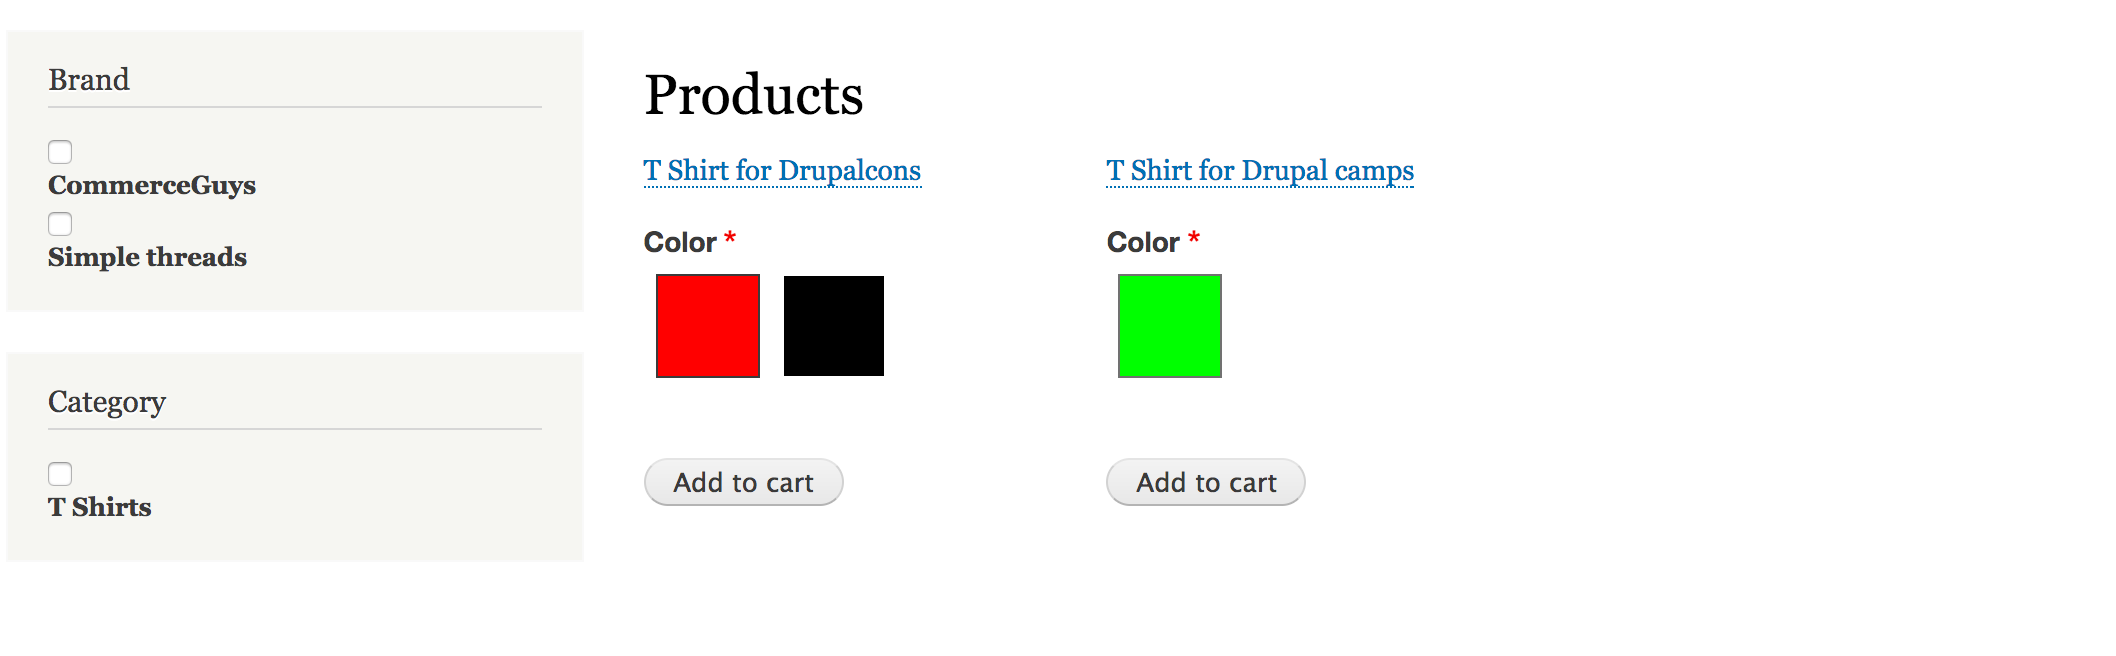 Brand
CommerceGuys
Simple threads
Category
T Shirts
Products
T Shirt for Drupalcons
Color *
Add to cart
T Shirt for Drupal camps
Color *
Add to cart